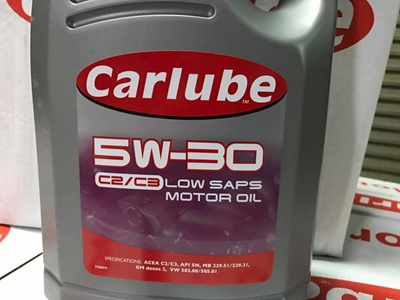 Carlube
TM
5W-30
C2/C3 LOW SAPS
MOTOR OIL
SPECIFICATIONS: ACEA C2/C3, API SN, MB 229.51/229.31,
GM dexos 2, VW 502.00/505.01